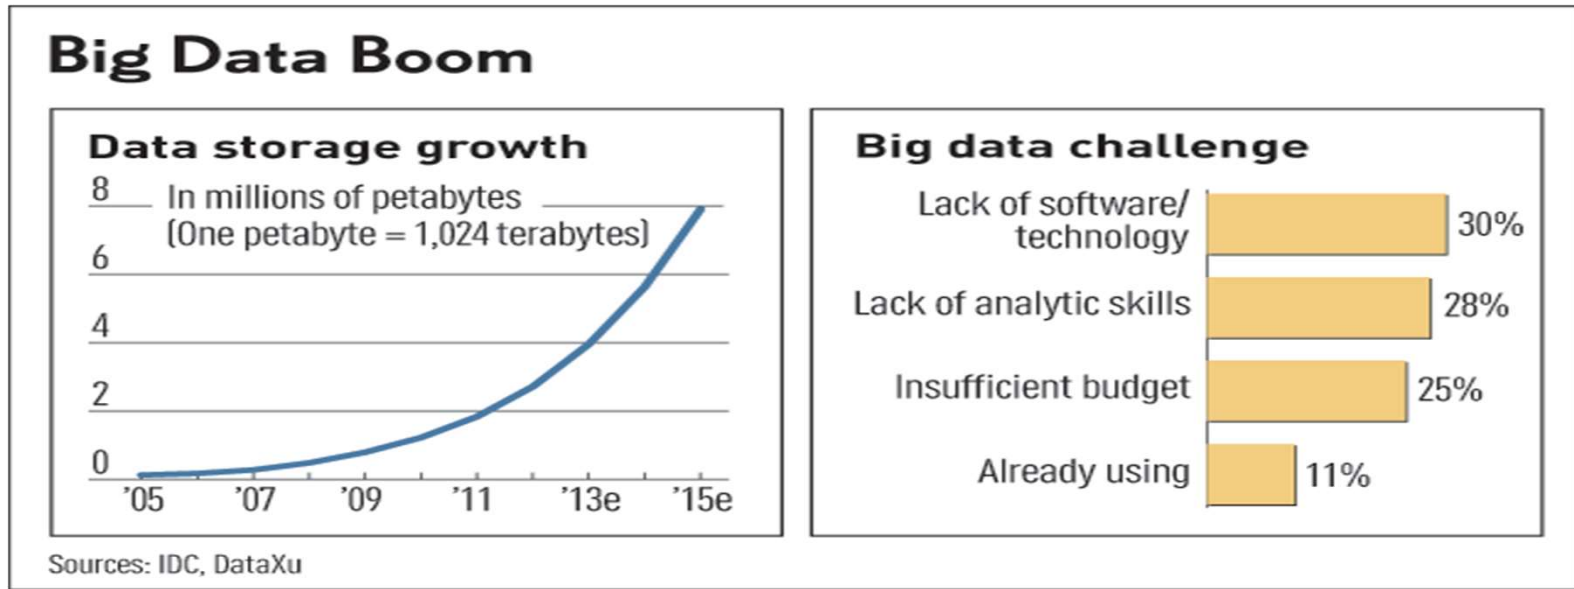 Big Data Boom
Data storage growth
In millions of petabytes
(One petabyte = 1,024 terabytes)
8
6
4
2
0
'05 '07 '09 '11 '13e '15e
Big data challenge
Lack of software/
technology
30%
Lack of analytic skills 28%
Insufficient budget 25%
Already using 11%
Sources: IDC, DataXu